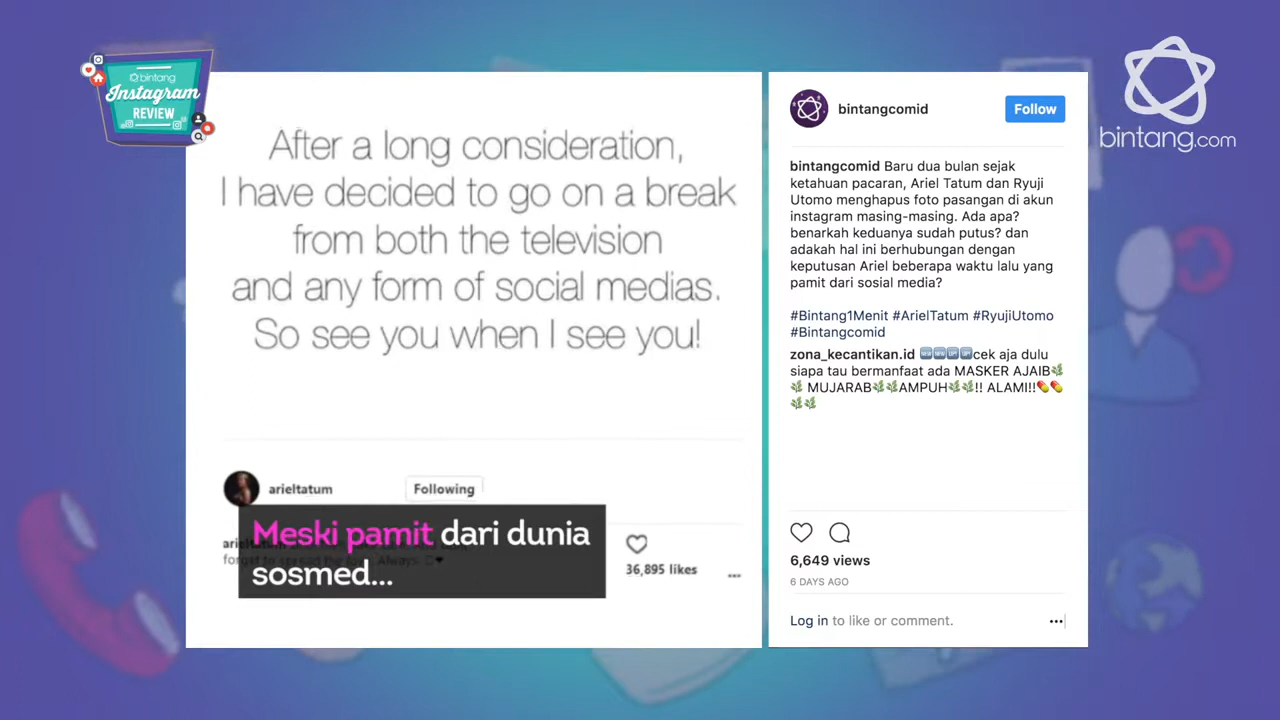 bintang
Instagram
REVIEW
After a long consideration,
I have decided to go on a break
from both the television
and any form of social medias.
So see you when I see you!
arieltatum
Following
Meski pamit dari dunia
sosmed...
forget to spread the love. Always.
36,895 likes
bintangcomid
Follow
bintangcomid Baru dua bulan sejak
ketahuan pacaran, Ariel Tatum dan Ryuji
Utomo menghapus foto pasangan di akun
instagram masing-masing. Ada apa?
benarkah keduanya sudah putus? dan
adakah hal ini berhubungan dengan
keputusan Ariel beberapa waktu lalu yang
pamit dari sosial media?
#Bintang1Menit #ArielTatum #RyujiUtomo
#Bintangcomid
zona_kecantikan.id 🆕🆕🆙🆙cek aja dulu
siapa tau bermanfaat ada MASKER AJAIB🌿
🌿 MUJARAB🌿🌿AMPUH🌿🌿!! ALAMI!!💊💊
🌿🌿
6,649 views
6 DAYS AGO
Log in to like or comment.
bintang.com